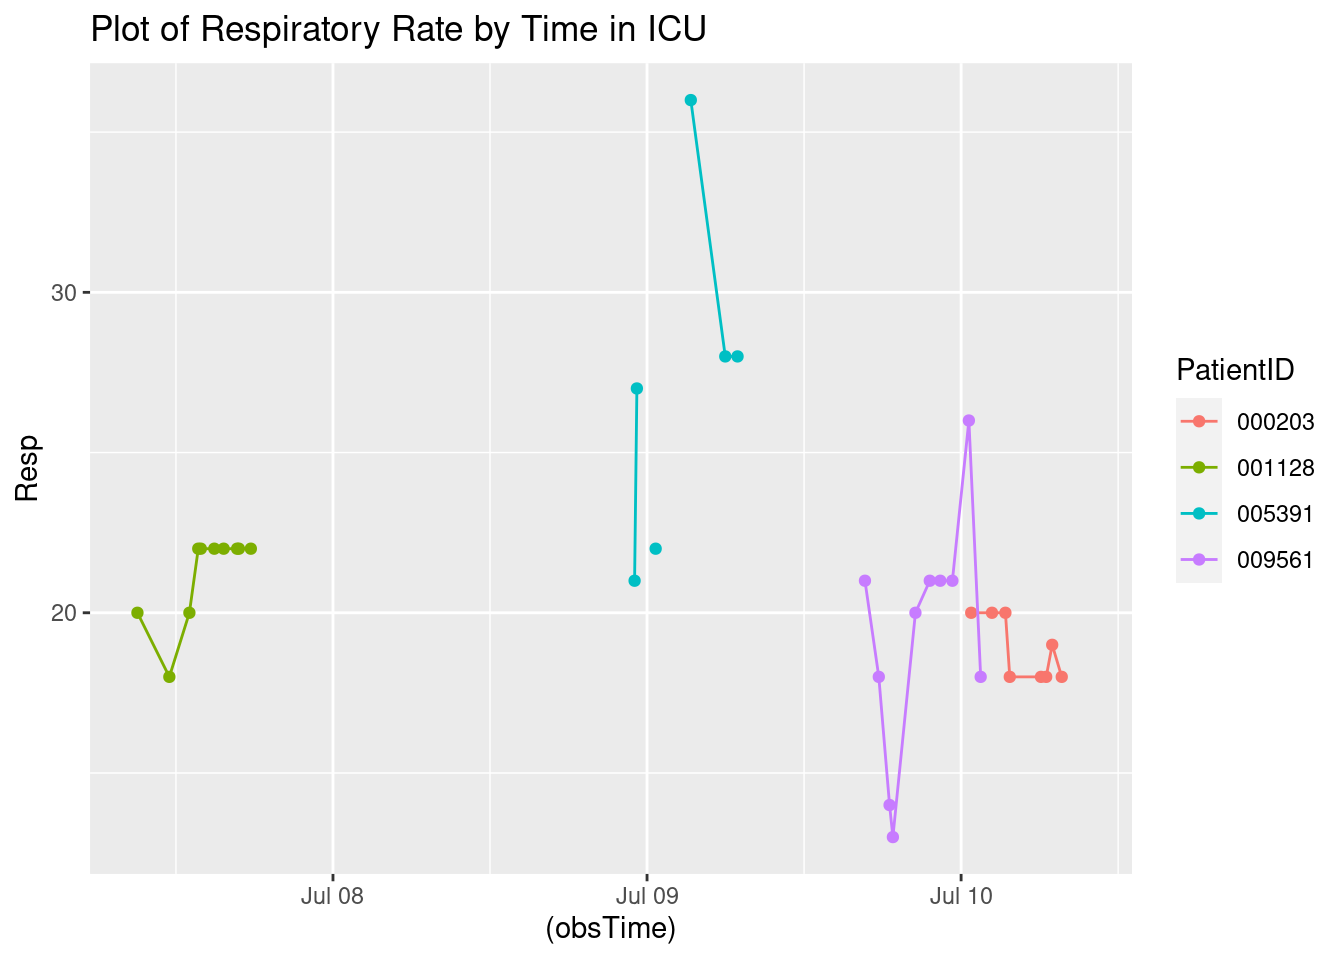 Plot of Respiratory Rate by Time in ICU
Resp
30
20
Jul 08
Jul 09
Jul 10
(obsTime)
PatientID
000203
001128
005391
009561